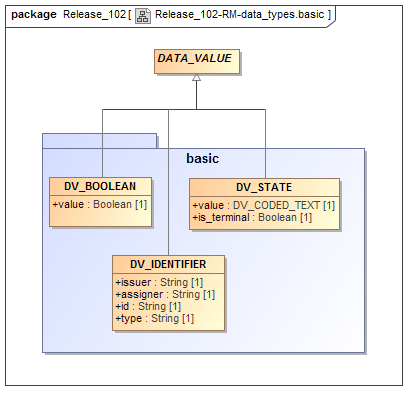 package Release_102 [ Release_102-RM-data_types.basic ]
DATA_VALUE
basic
DV_BOOLEAN
+value : Boolean [1]
DV_STATE
+value : DV_CODED_TEXT [1]
+is_terminal : Boolean [1]
DV_IDENTIFIER
+issuer : String [1]
+assigner : String [1]
+id : String [1]
+type : String [1]